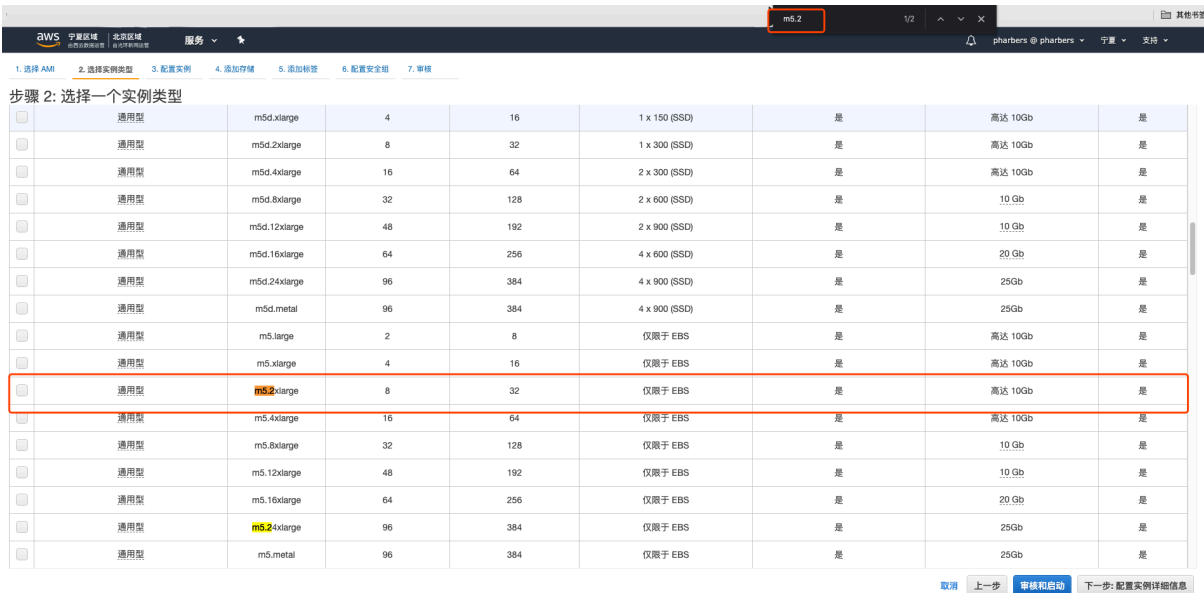 m5.2 1/2
其他书签
aws 宁夏区域 由西云数据运营 北京区域 由光环新网运营 服务 pharbers @ pharbers 宁夏 支持
1. 选择 AMI 2. 选择实例类型 3. 配置实例 4. 添加存储 5. 添加标签 6. 配置安全组 7. 审核
步骤 2: 选择一个实例类型
通用型 m5d.xlarge 4 16 1 x 150 (SSD) 是 高达 10Gb 是
通用型 m5d.2xlarge 8 32 1 x 300 (SSD) 是 高达 10Gb 是
通用型 m5d.4xlarge 16 64 2 x 300 (SSD) 是 高达 10Gb 是
通用型 m5d.8xlarge 32 128 2 x 600 (SSD) 是 10 Gb 是
通用型 m5d.12xlarge 48 192 2 x 900 (SSD) 是 10 Gb 是
通用型 m5d.16xlarge 64 256 4 x 600 (SSD) 是 20 Gb 是
通用型 m5d.24xlarge 96 384 4 x 900 (SSD) 是 25Gb 是
通用型 m5d.metal 96 384 4 x 900 (SSD) 是 25Gb 是
通用型 m5.large 2 8 仅限于 EBS 是 高达 10Gb 是
通用型 m5.xlarge 4 16 仅限于 EBS 是 高达 10Gb 是
通用型 m5.2xlarge 8 32 仅限于 EBS 是 高达 10Gb 是
通用型 m5.4xlarge 16 64 仅限于 EBS 是 高达 10Gb 是
通用型 m5.8xlarge 32 128 仅限于 EBS 是 10 Gb 是
通用型 m5.12xlarge 48 192 仅限于 EBS 是 10 Gb 是
通用型 m5.16xlarge 64 256 仅限于 EBS 是 20 Gb 是
通用型 m5.24xlarge 96 384 仅限于 EBS 是 25Gb 是
通用型 m5.metal 96 384 仅限于 EBS 是 25Gb 是
取消 上一步 审核和启动 下一步: 配置实例详细信息